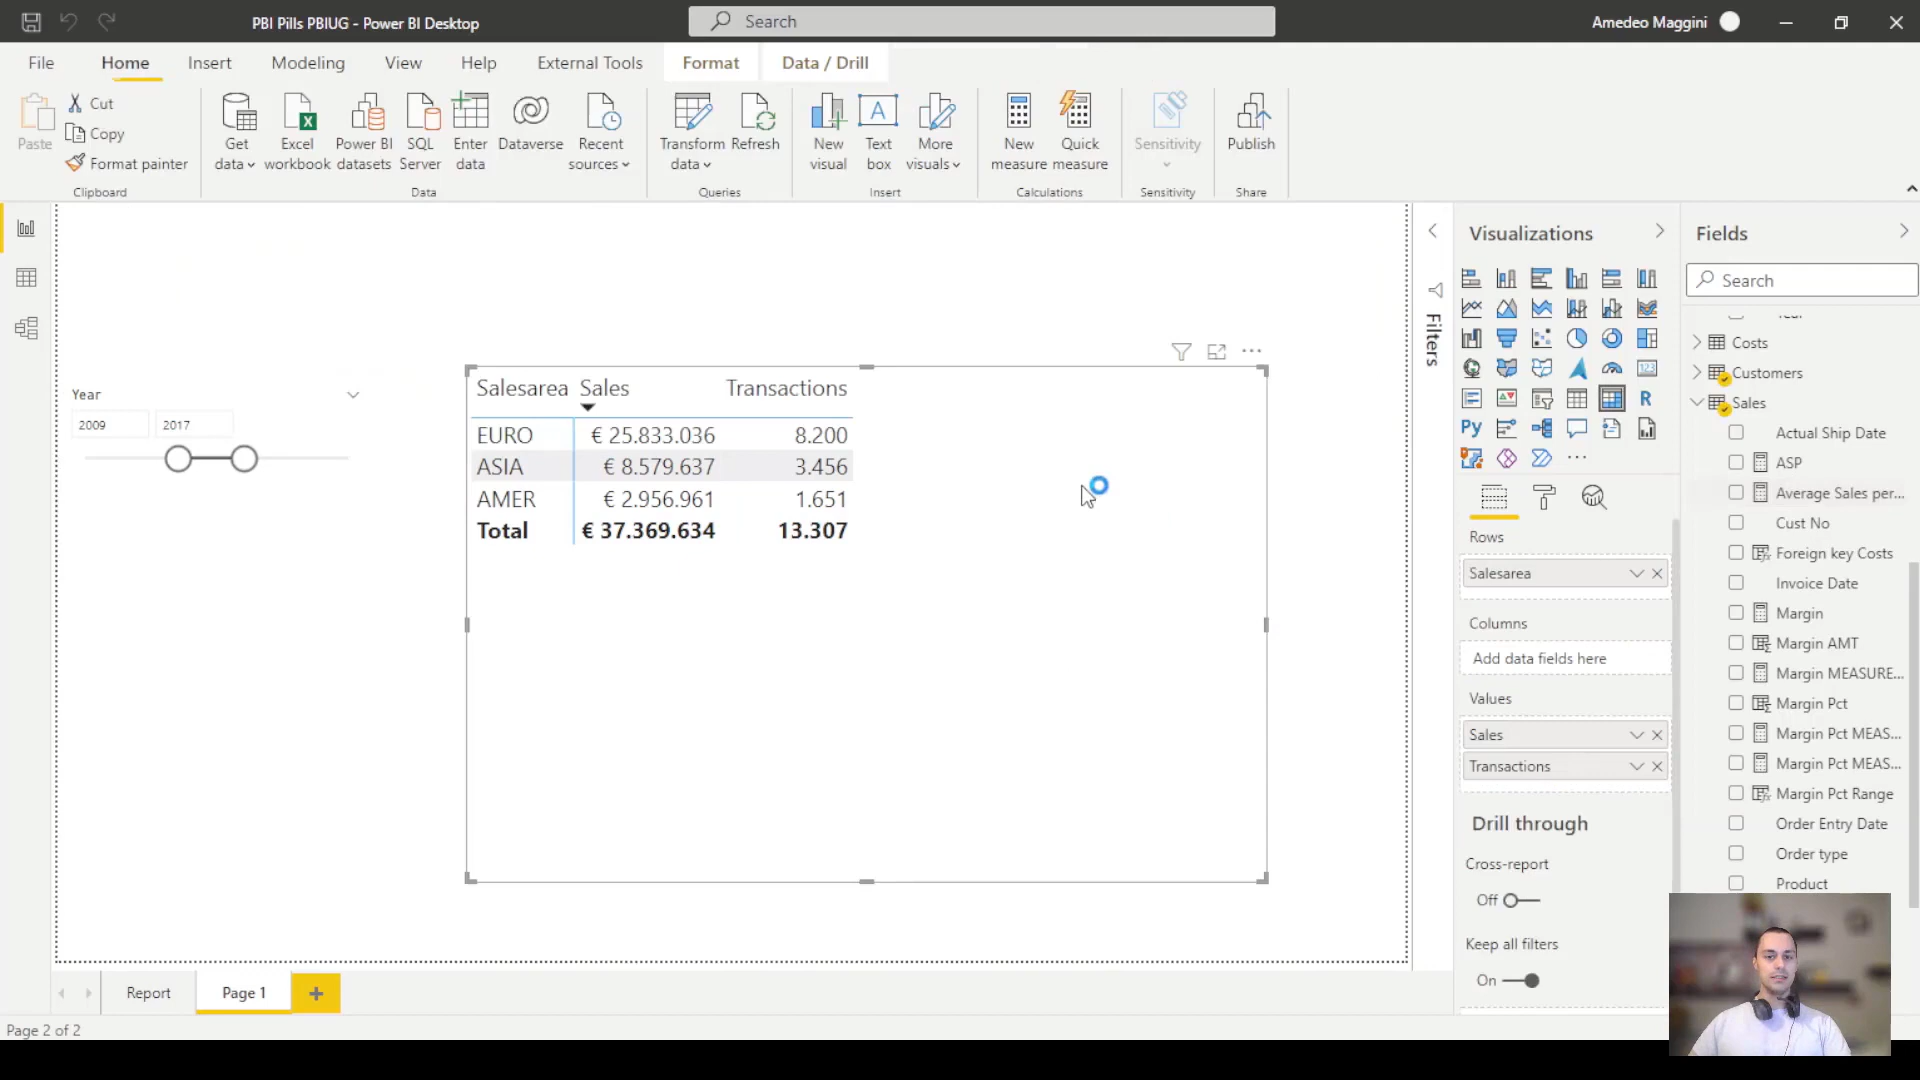 PBI Pills PBIUG - Power BI Desktop
Search
Amedeo Maggini
File
Home
Insert
Modeling
View
Help
External Tools
Format
Data / Drill
Paste
Cut
Copy
Format painter
Clipboard
Get data
Excel workbook
Power BI datasets
SQL Server
Enter data
Dataverse
Recent sources
Data
Transform data
Refresh
Queries
New visual
Text box
More visuals
Insert
New measure
Quick measure
Calculations
Sensitivity
Sensitivity
Publish
Share
Year
2009
2017
Salesarea Sales Transactions
EURO € 25.833.036 8.200
ASIA € 8.579.637 3.456
AMER € 2.956.961 1.651
Total € 37.369.634 13.307
Filters
Visualizations
123
R
Py
Rows
Salesarea
Columns
Add data fields here
Values
Sales
Transactions
Drill through
Cross-report
Off
Keep all filters
On
Fields
Search
Costs
Customers
Sales
Actual Ship Date
ASP
Average Sales per...
Cust No
Foreign key Costs
Invoice Date
Margin
Margin AMT
Margin MEASURE...
Margin Pct
Margin Pct MEAS...
Margin Pct MEAS...
Margin Pct Range
Order Entry Date
Order type
Product
Report
Page 1
Page 2 of 2